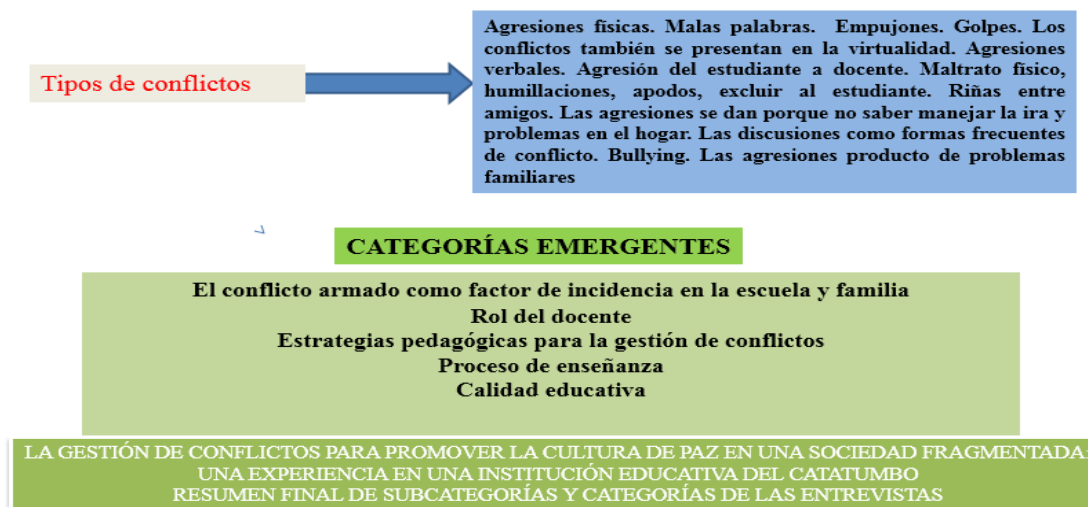 Tipos de conflictos
Agresiones físicas. Malas palabras. Empujones. Golpes. Los
conflictos también se presentan en la virtualidad. Agresiones
verbales. Agresión del estudiante a docente. Maltrato físico,
humillaciones, apodos, excluir al estudiante. Riñas entre
amigos. Las agresiones se dan porque no saber manejar la ira y
problemas en el hogar. Las discusiones como formas frecuentes
de conflicto. Bullying. Las agresiones producto de problemas
familiares
CATEGORÍAS EMERGENTES
El conflicto armado como factor de incidencia en la escuela y familia
Rol del docente
Estrategias pedagógicas para la gestión de conflictos
Proceso de enseñanza
Calidad educativa
LA GESTIÓN DE CONFLICTOS PARA PROMOVER LA CULTURA DE PAZ EN UNA SOCIEDAD FRAGMENTADA:
UNA EXPERIENCIA EN UNA INSTITUCIÓN EDUCATIVA DEL CATATUMBO
RESUMEN FINAL DE SUBCATEGORÍAS Y CATEGORÍAS DE LAS ENTREVISTAS